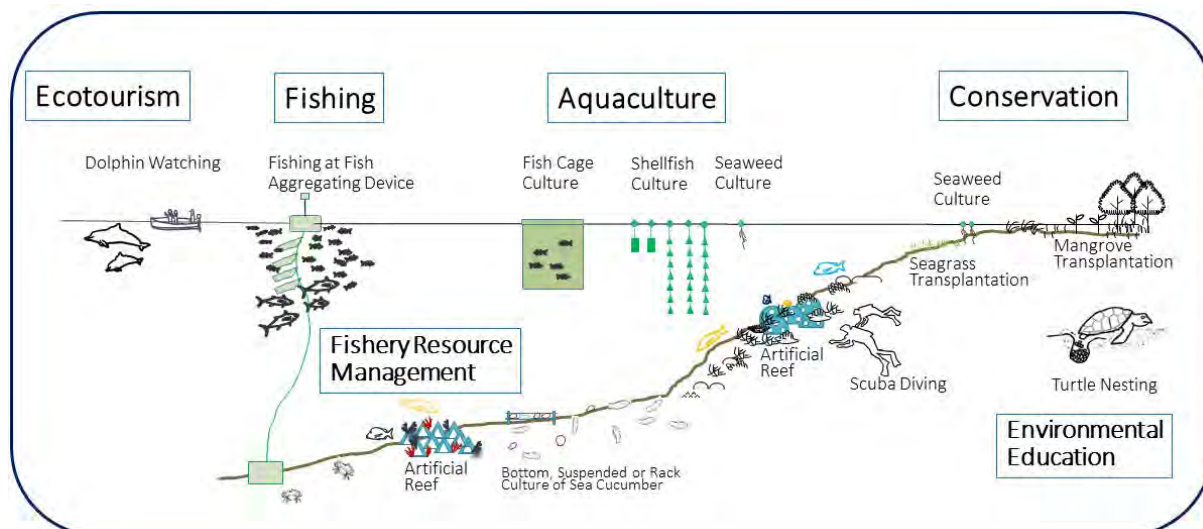 Ecotourism
Fishing
Aquaculture
Conservation
Dolphin Watching
Fishing at Fish
Aggregating Device
Fish Cage
Culture
Shellfish
Culture
Seaweed
Culture
Seaweed
Culture
Seagrass
Transplantation
Mangrove
Transplantation
Fishery Resource
Management
Artificial
Reef
Scuba Diving
Turtle Nesting
Artificial
Reef
Bottom, Suspended or Rack
Culture of Sea Cucumber
Environmental
Education